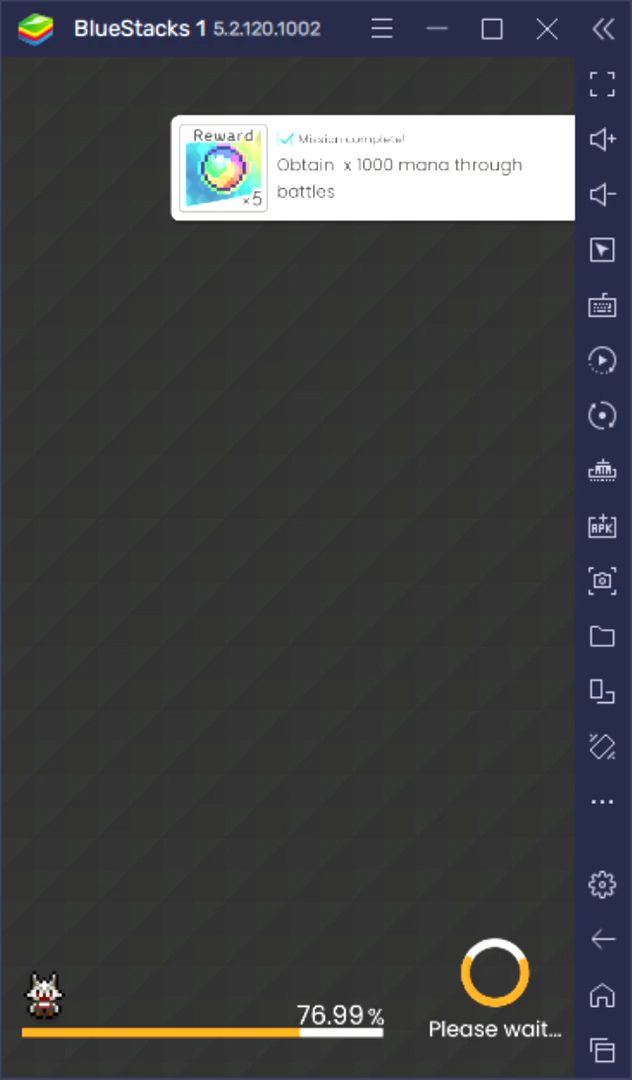 BlueStacks 1 5.2.120.1002
Reward
×5
Mission complete!
Obtain x 1000 mana through
battles
APK
76.99%
Please wait...